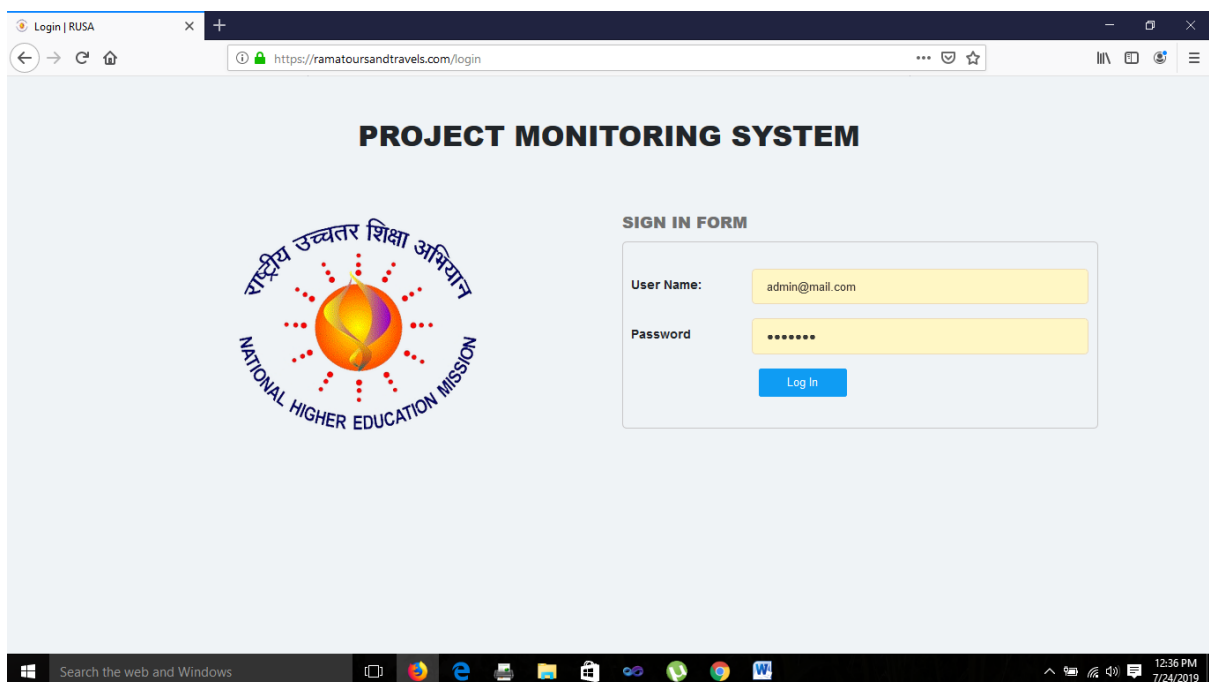 Login | RUSA
https://ramatoursandtravels.com/login
PROJECT MONITORING SYSTEM
राष्ट्रीय उच्चतर शिक्षा अभियान
NATIONAL HIGHER EDUCATION MISSION
SIGN IN FORM
User Name:
admin@mail.com
Password
•••••••
Log In
Search the web and Windows
12:36 PM
7/24/2019